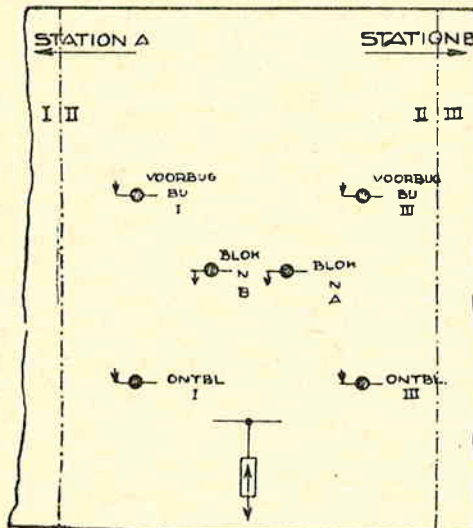 STATION A
STATION B
I II
II III
VOORBUG
BU
I
VOORBUG
BU
III
BLOK
N
B
BLOK
N
A
ONTBL
I
ONTBL.
III